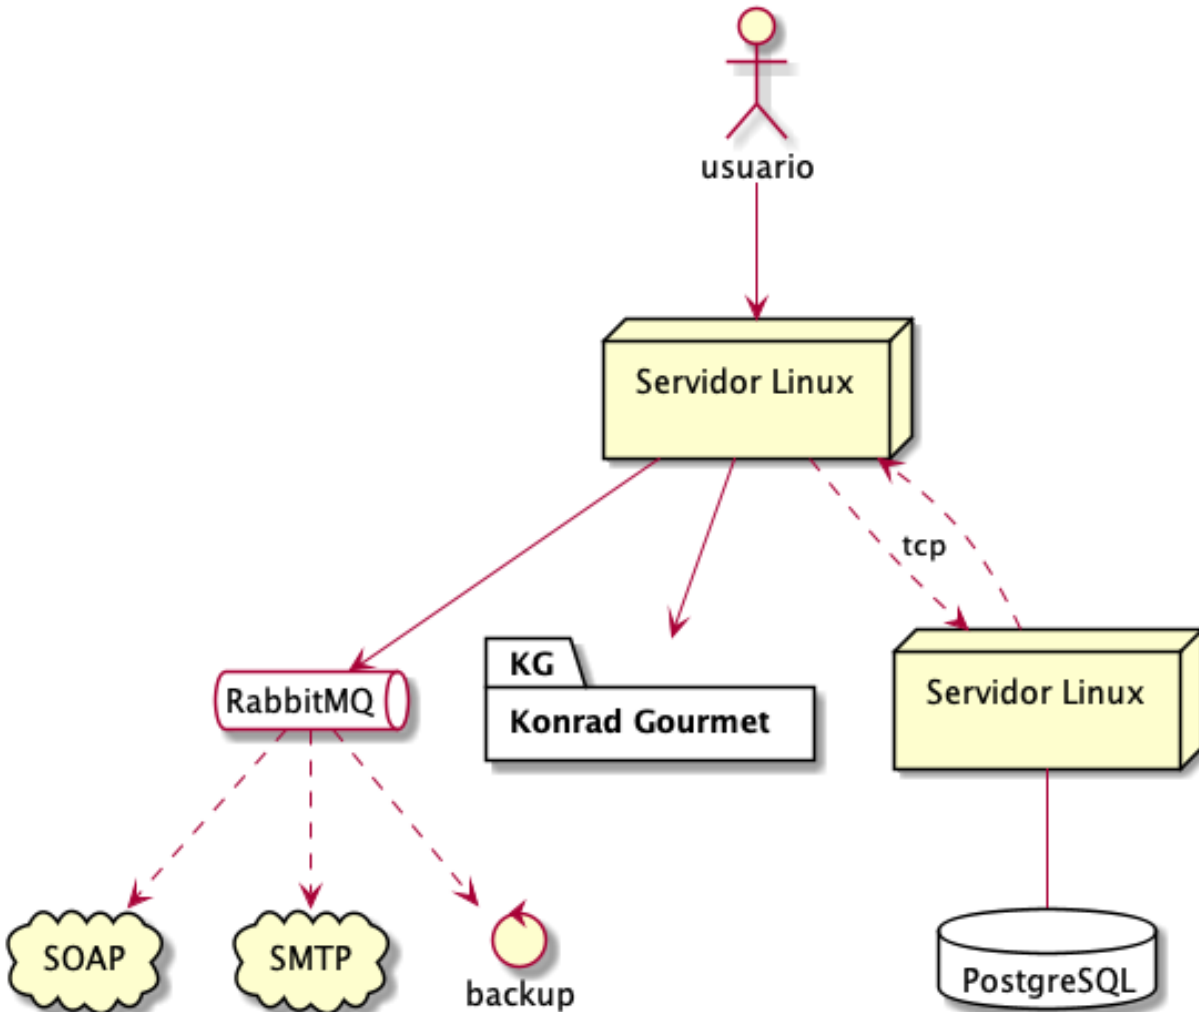 usuario
Servidor Linux
tcp
RabbitMQ
KG
Konrad Gourmet
Servidor Linux
SOAP
SMTP
backup
PostgreSQL